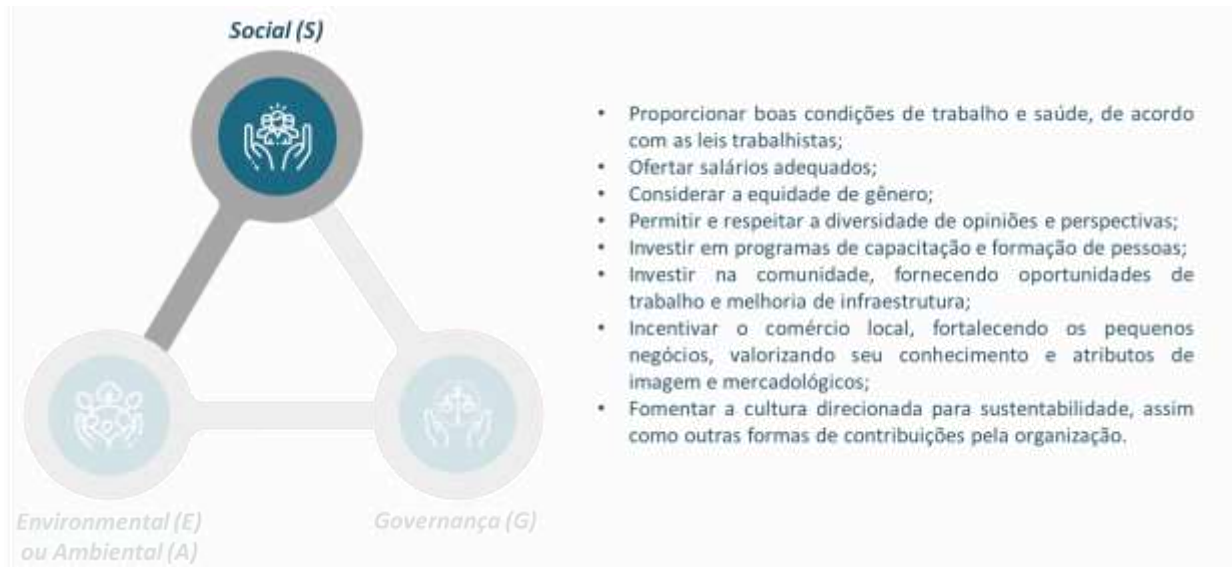 Social (S)
• Proporcionar boas condições de trabalho e saúde, de acordo
com as leis trabalhistas;
• Ofertar salários adequados;
• Considerar a equidade de gênero;
• Permitir e respeitar a diversidade de opiniões e perspectivas;
• Investir em programas de capacitação e formação de pessoas;
• Investir na comunidade, fornecendo oportunidades de
trabalho e melhoria de infraestrutura;
• Incentivar o comércio local, fortalecendo os pequenos
negócios, valorizando seu conhecimento e atributos de
imagem e mercadológicos;
• Fomentar a cultura direcionada para sustentabilidade, assim
como outras formas de contribuições pela organização.
Environmental (E)
ou Ambiental (A)
Governança (G)